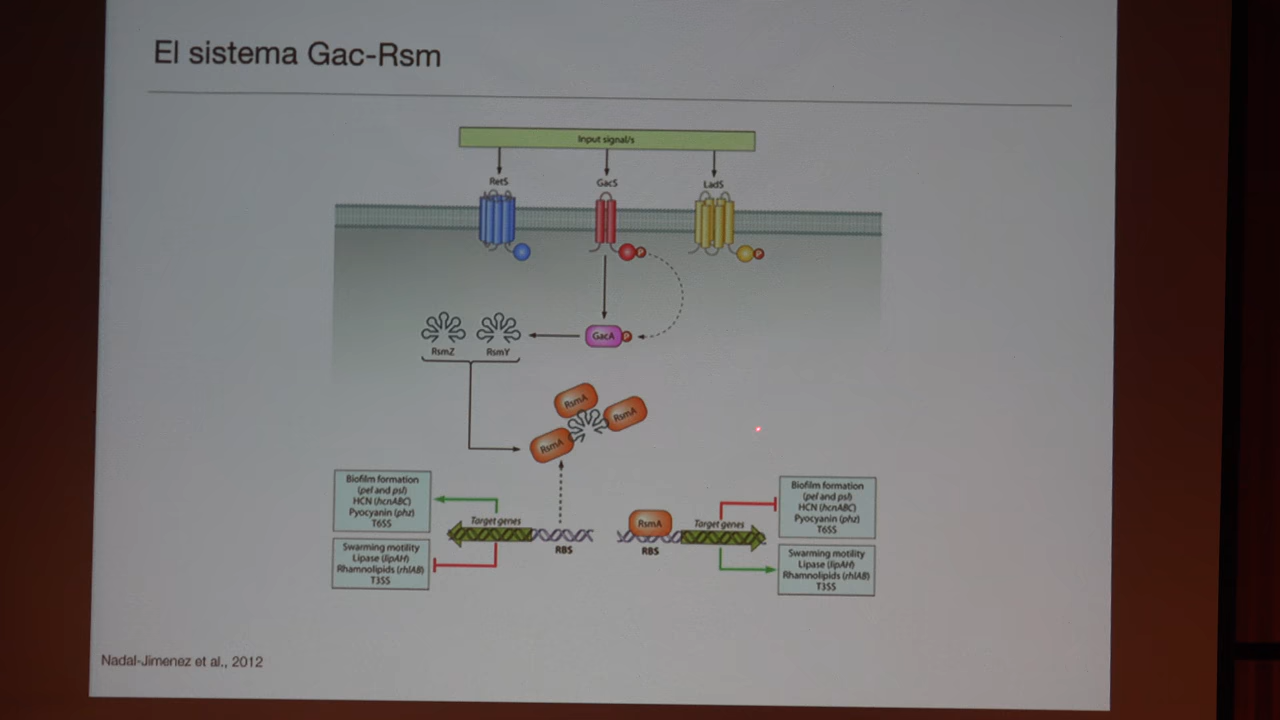 El sistema Gac-Rsm
Input signal/s
RetS
GacS
LadS
P
P
GacA
P
RsmZ
RsmY
RsmA
RsmA
RsmA
Biofilm formation
(pel and psl)
HCN (hcnABC)
Pyocyanin (phz)
T6SS
Swarming motility
Lipase (lipAH)
Rhamnolipids (rhlAB)
T3SS
Target genes
RBS
RsmA
RBS
Target genes
Biofilm formation
(pel and psl)
HCN (hcnABC)
Pyocyanin (phz)
T6SS
Swarming motility
Lipase (lipAH)
Rhamnolipids (rhlAB)
T3SS
Nadal-Jimenez et al., 2012